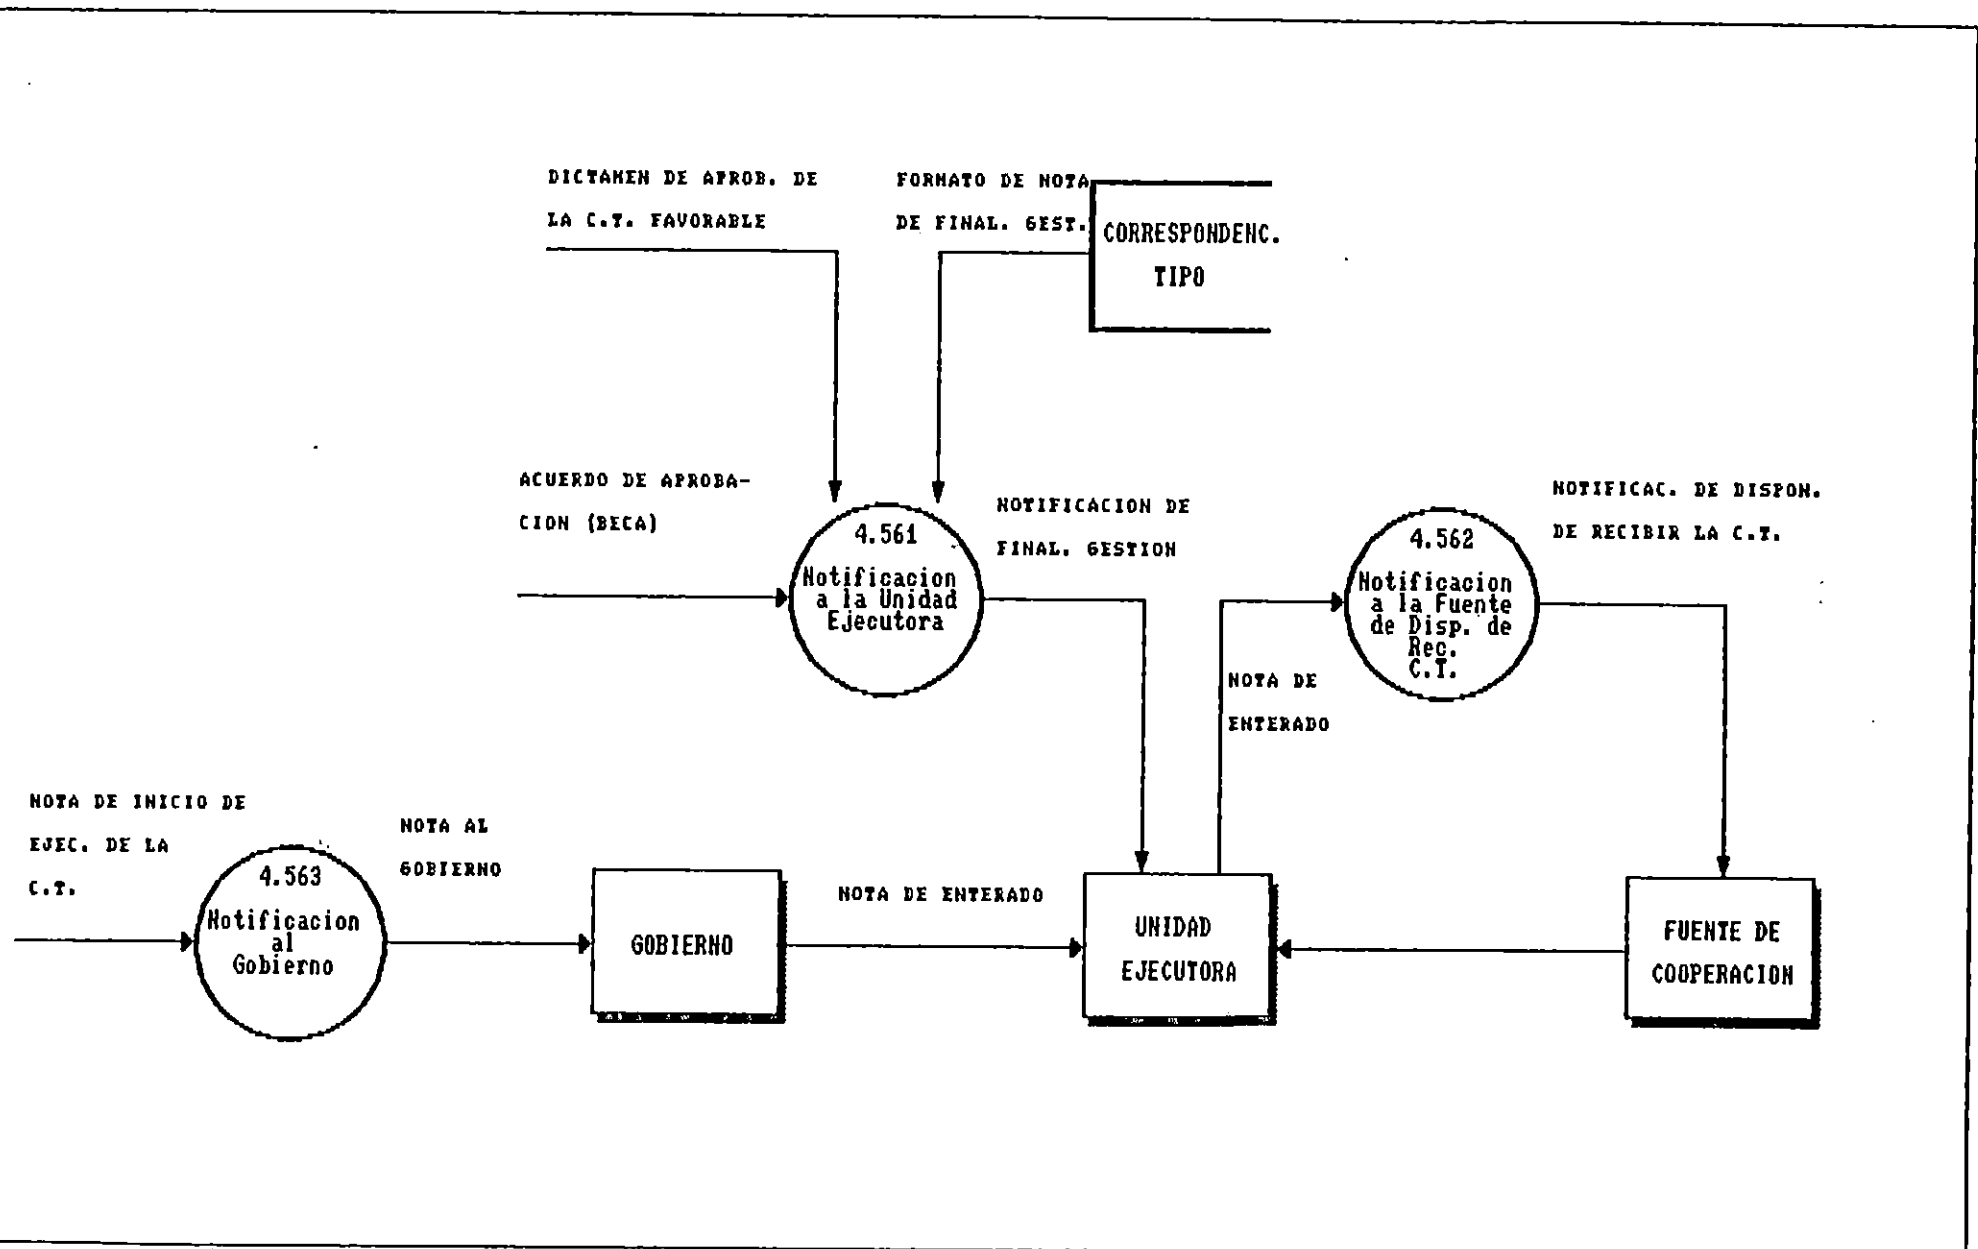 DICTAMEN DE APROB. DE
LA C.T. FAVORABLE
FORMATO DE NOTA
DE FINAL. GEST.
CORRESPONDENC.
TIPO
ACUERDO DE APROBA-
CION (BECA)
4.561
Notificacion
a la Unidad
Ejecutora
NOTIFICACION DE
FINAL. GESTION
4.562
Notificacion
a la Fuente
de Disp. de
Rec.
C.T.
NOTIFICAC. DE DISPON.
DE RECIBIR LA C.T.
NOTA DE
ENTERADO
NOTA DE INICIO DE
EJEC. DE LA
C.T.
4.563
Notificacion
al
Gobierno
NOTA AL
GOBIERNO
GOBIERNO
NOTA DE ENTERADO
UNIDAD
EJECUTORA
FUENTE DE
COOPERACION